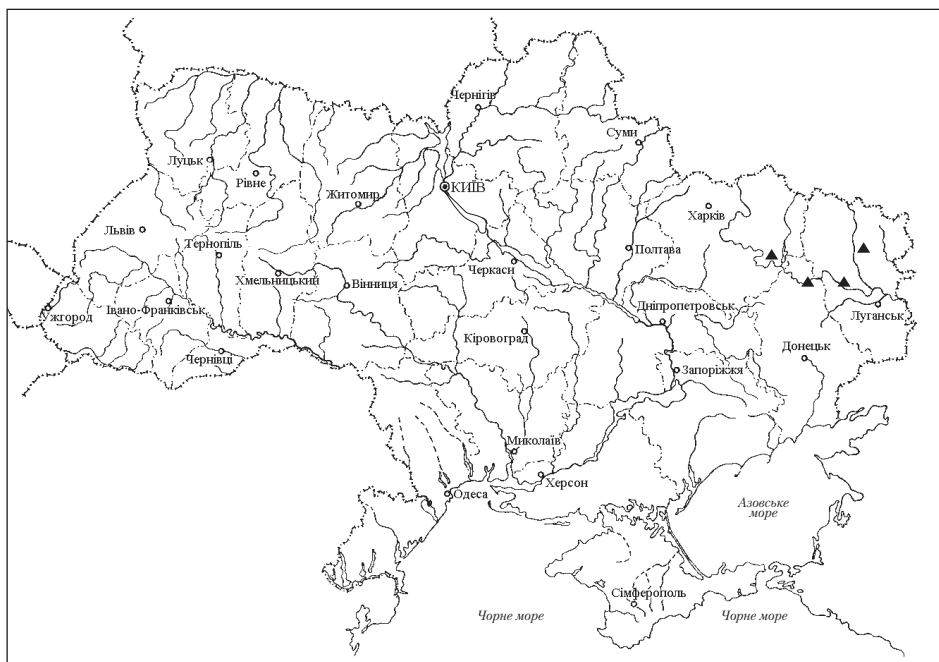 Чернігів
Суми
Луцьк
Рівне
КИЇВ
Житомир
Харків
Львів
Тернопіль
Полтава
Черкаси
Хмельницький
Вінниця
жгород
Івано-Франківськ
Дніпропетровськ
Луганськ
Кіровоград
Донецьк
Чернівці
Запоріжжя
Миколаїв
Херсон
Одеса
Азовське
море
Сімферополь
Чорне море
Чорне море